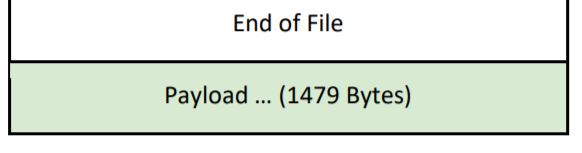 End of File
Payload … (1479 Bytes)